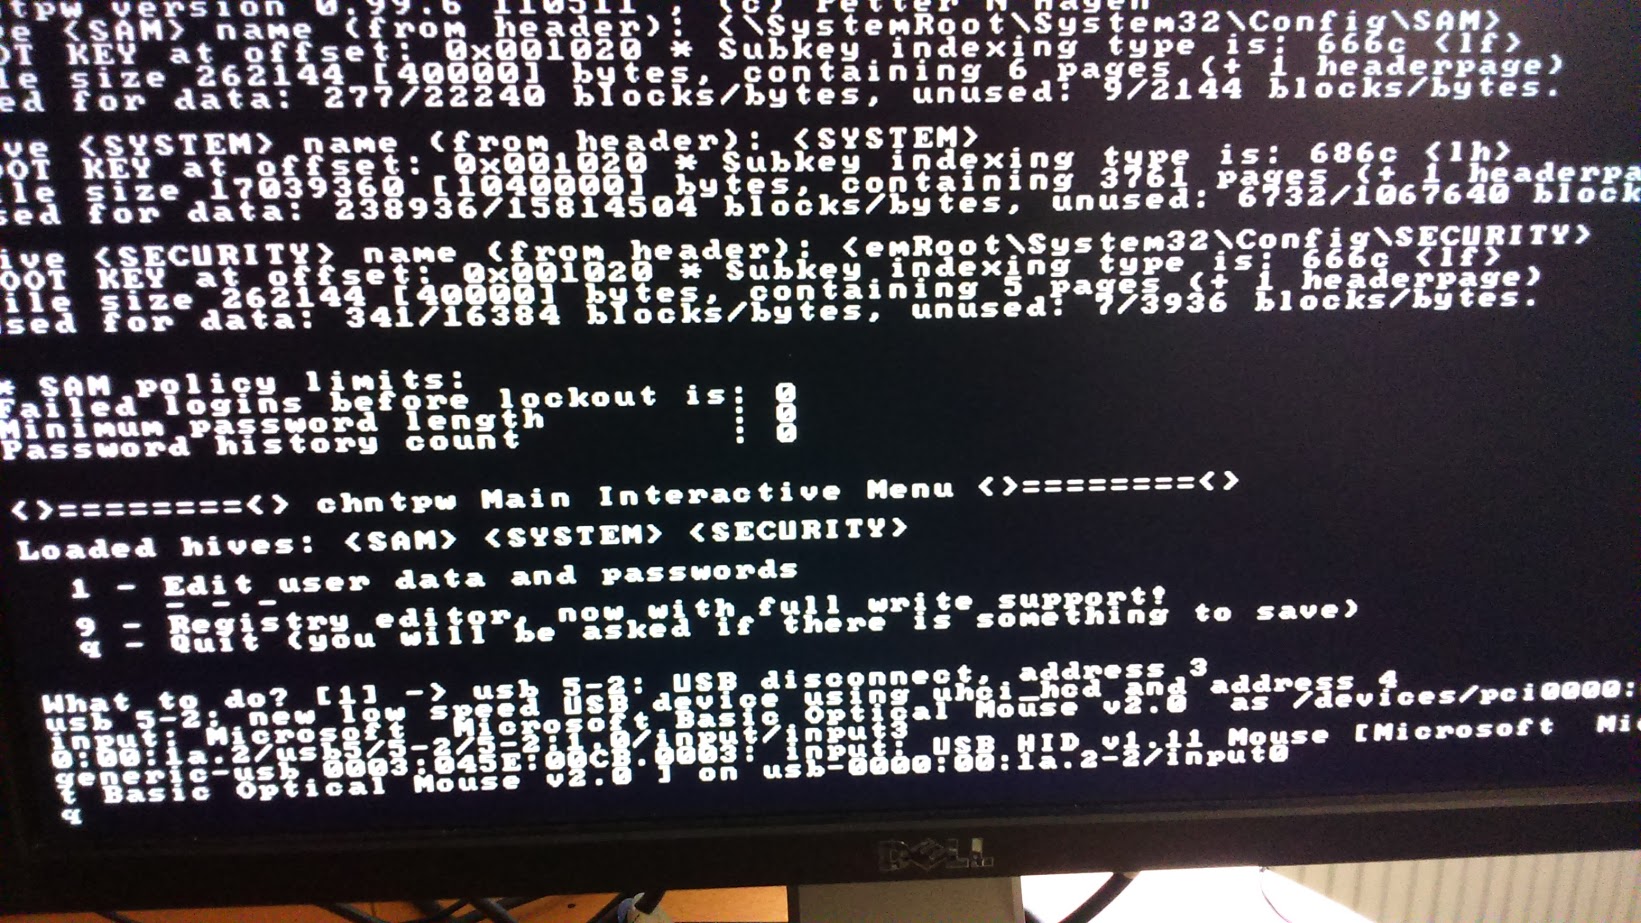 tpw version 0.99.6 110511 , (c) Petter N Hagen
e <SAM> name (from header): <\SystemRoot\System32\Config\SAM>
OT KEY at offset: 0x001020 * Subkey indexing type is: 666c <lf>
le size 262144 [40000] bytes, containing 6 pages (+ 1 headerpage)
ed for data: 277/22240 blocks/bytes, unused: 9/2144 blocks/bytes.
ve <SYSTEM> name (from header): <SYSTEM>
OOT KEY at offset: 0x001020 * Subkey indexing type is: 686c <lh>
ile size 17039360 [1040000] bytes, containing 3761 pages (+ 1 headerpa
sed for data: 238936/15814504 blocks/bytes, unused: 6732/1067640 block
ive <SECURITY> name (from header): <emRoot\System32\Config\SECURITY>
OOT KEY at offset: 0x001020 * Subkey indexing type is: 666c <lf>
ile size 262144 [40000] bytes, containing 5 pages (+ 1 headerpage)
sed for data: 341/16384 blocks/bytes, unused: 7/3936 blocks/bytes.
* SAM policy limits:
Failed logins before lockout is: 0
Minimum password length : 0
Password history count : 0
<>========<> chntpw Main Interactive Menu <>========<>
Loaded hives: <SAM> <SYSTEM> <SECURITY>
1 - Edit user data and passwords
- - -
9 - Registry editor, now with full write support!
q - Quit (you will be asked if there is something to save)
What to do? [1] -> usb 5-2: USB disconnect, address 3
usb 5-2: new low speed USB device using uhci_hcd and address 4
input: Microsoft Microsoft Basic Optical Mouse v2.0 as /devices/pci0000:
0:00:1a.2/usb5/5-2/5-2:1.0/input/input3
generic-usb 0003:045E:00CB.0003: input: USB HID v1.11 Mouse [Microsoft Mi
t Basic Optical Mouse v2.0 ] on usb-0000:00:1a.2-2/input0
q
DELL